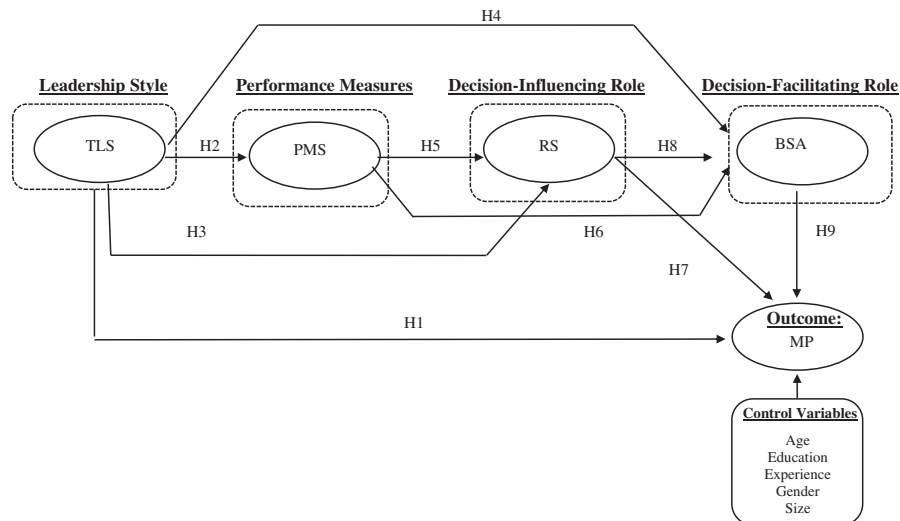 H4
Leadership Style
Performance Measures
Decision-Influencing Role
Decision-Facilitating Role
TLS
H2
PMS
H5
RS
H8
BSA
H3
H6
H9
H7
H1
Outcome:
MP
Control Variables
Age
Education
Experience
Gender
Size